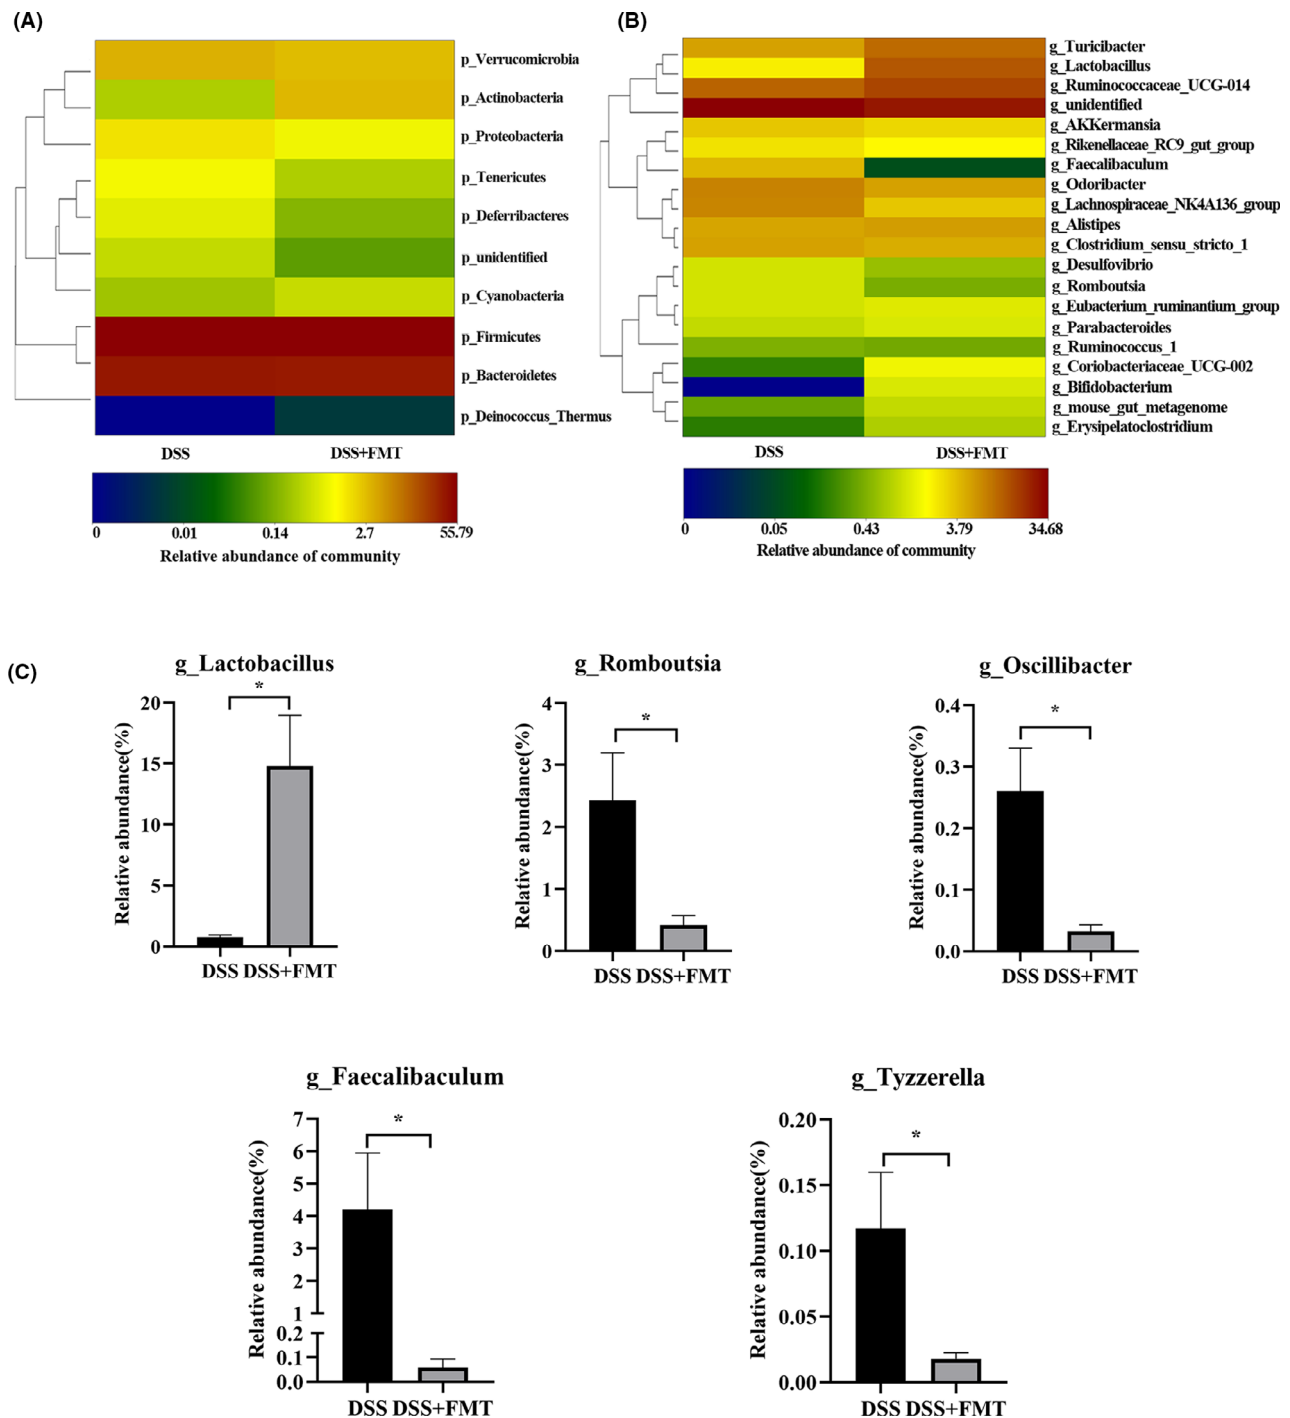 (A)
p_Verrucomicrobia
p_Actinobacteria
p_Proteobacteria
p_Tenericutes
p_Deferribacteres
p_unidentified
p_Cyanobacteria
p_Firmicutes
p_Bacteroidetes
p_Deinococcus_Thermus
DSS DSS+FMT
0 0.01 0.14 2.7 55.79
Relative abundance of community
(B)
g_Turicibacter
g_Lactobacillus
g_Ruminococcaceae_UCG-014
g_unidentified
g_AKKermansia
g_Rikenellaceae_RC9_gut_group
g_Faecalibaculum
g_Odoribacter
g_Lachnospiraceae_NK4A136_group
g_Alistipes
g_Clostridium_sensu_stricto_1
g_Desulfovibrio
g_Romboutsia
g_Eubacterium_ruminantium_group
g_Parabacteroides
g_Ruminococcus_1
g_Coriobacteriaceae_UCG-002
g_Bifidobacterium
g_mouse_gut_metagenome
g_Erysipelatoclostridium
DSS DSS+FMT
0 0.05 0.43 3.79 34.68
Relative abundance of community
(C)
g_Lactobacillus
*
Relative abundance(%)
20
15
10
5
0
DSS DSS+FMT
g_Romboutsia
*
Relative abundance(%)
4
3
2
1
0
DSS DSS+FMT
g_Oscillibacter
*
Relative abundance(%)
0.4
0.3
0.2
0.1
0.0
DSS DSS+FMT
g_Faecalibaculum
*
Relative abundance(%)
7
6
5
4
3
2
1
0.2
0.1
0.0
DSS DSS+FMT
g_Tyzzerella
*
Relative abundance(%)
0.20
0.15
0.10
0.05
0.00
DSS DSS+FMT